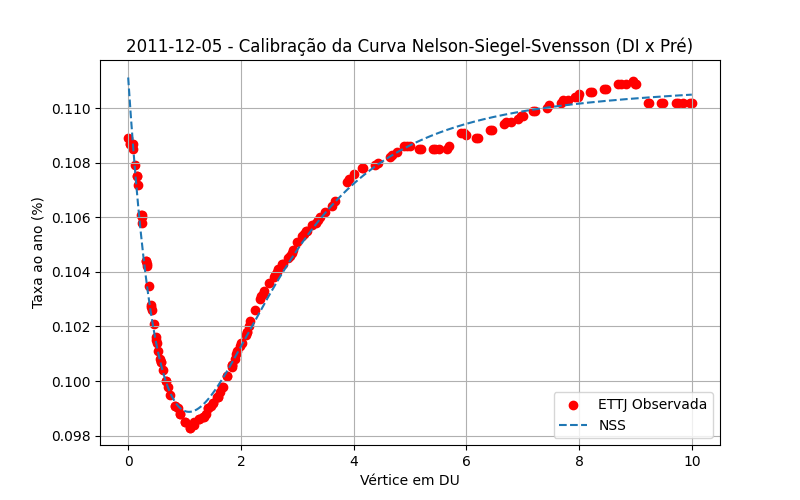 2011-12-05 - Calibração da Curva Nelson-Siegel-Svensson (DI x Pré)
Taxa ao ano (%)
0.110
0.108
0.106
0.104
0.102
0.100
0.098
0
2
4
6
8
10
Vértice em DU
ETTJ Observada
NSS